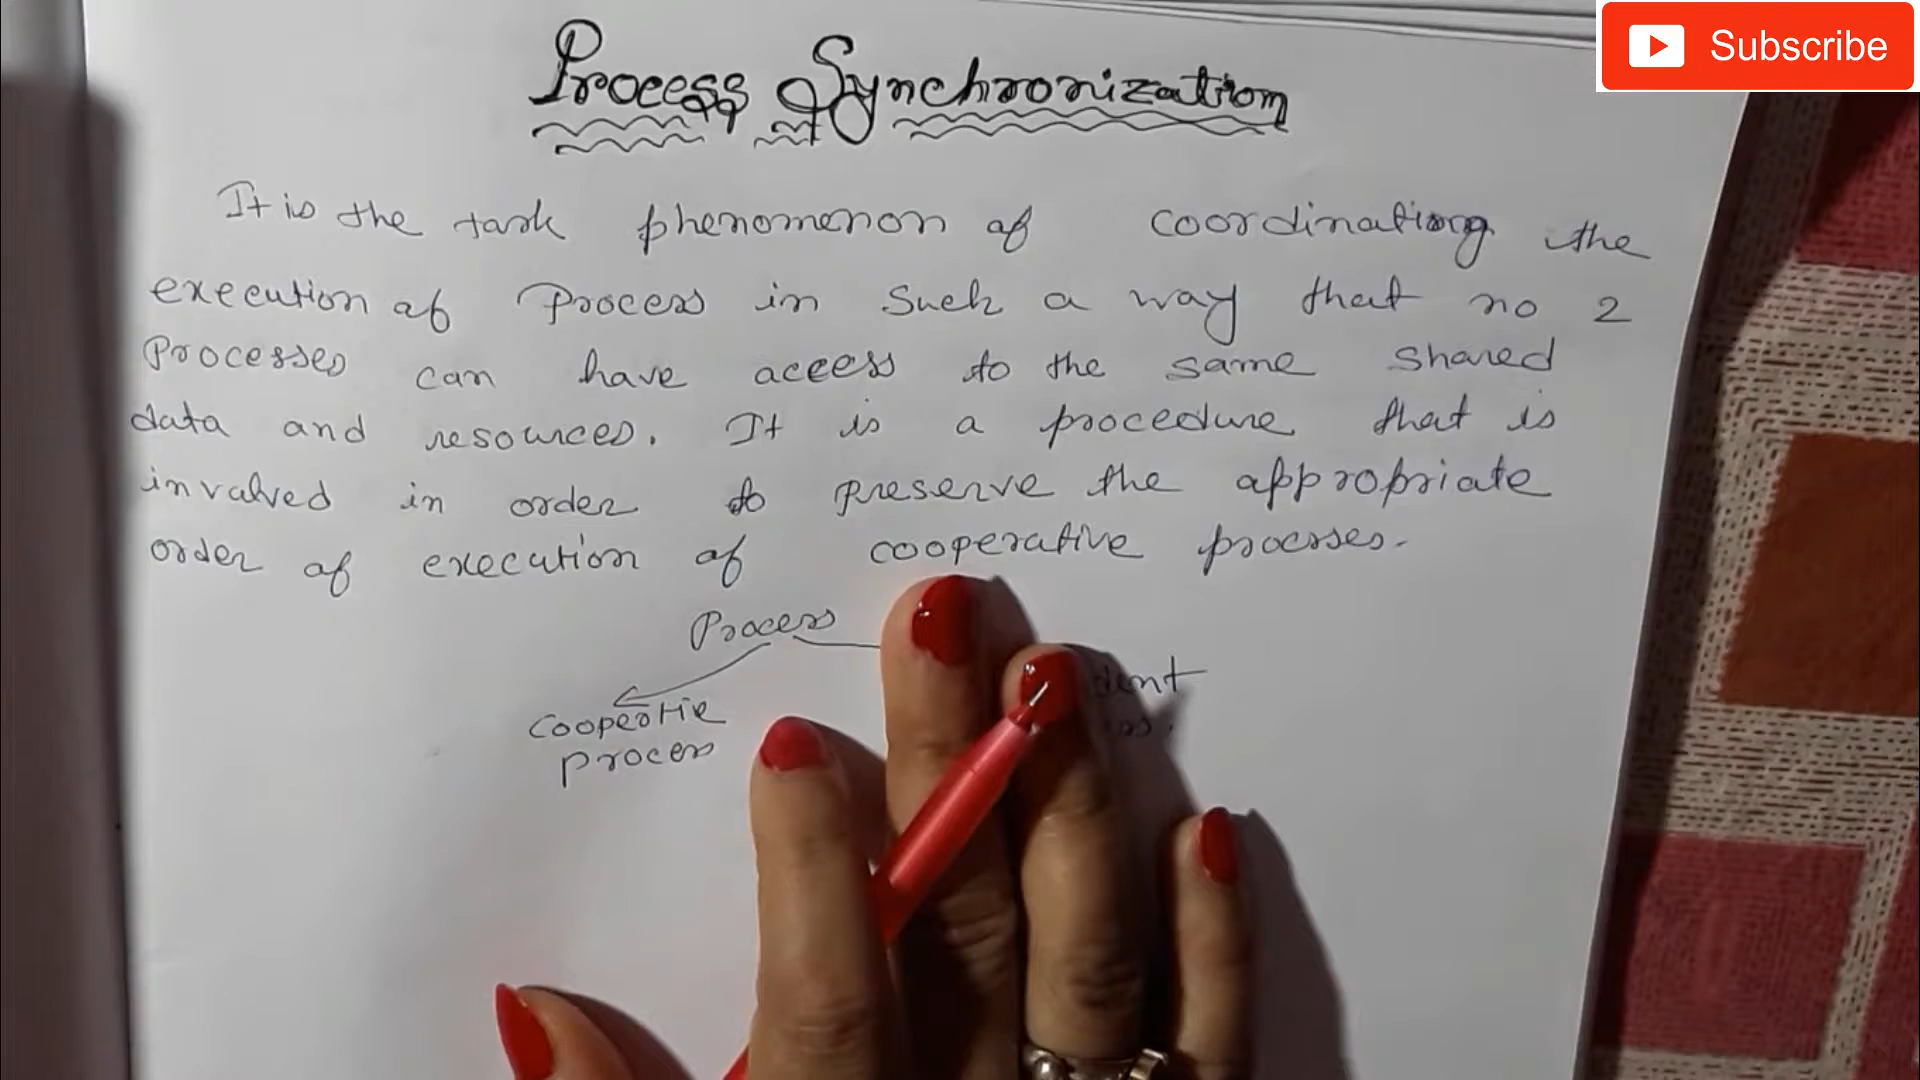 Process Synchronization
Subscribe
It is the task phenomenon of coordinationg the
execution of Process in Such a way that no 2
Processes can have access to the same shared
data and resources. It is a procedure that is
involved in order to preserve the appropriate
order of execution of cooperative processes.
Process
Coopeative
process